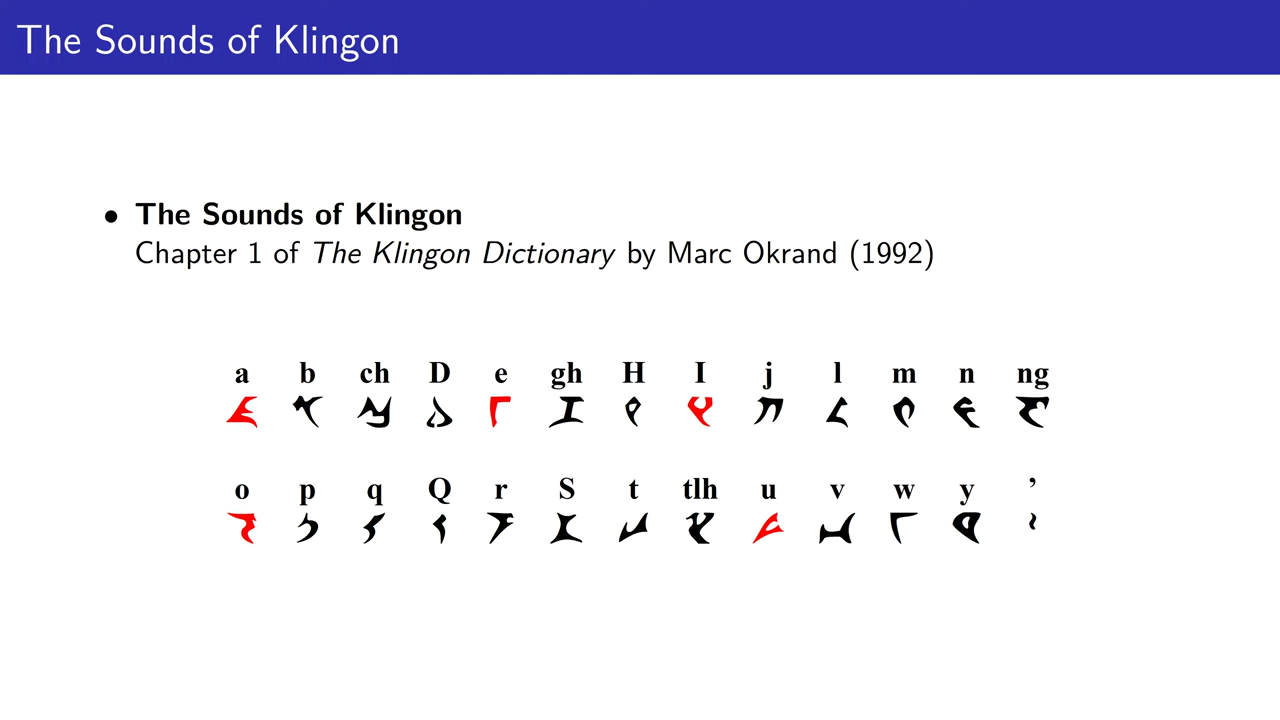 The Sounds of Klingon
• The Sounds of Klingon
Chapter 1 of The Klingon Dictionary by Marc Okrand (1992)
a b ch D e gh H I j l m n ng
         
o p q Q r S t tlh u v w y ’